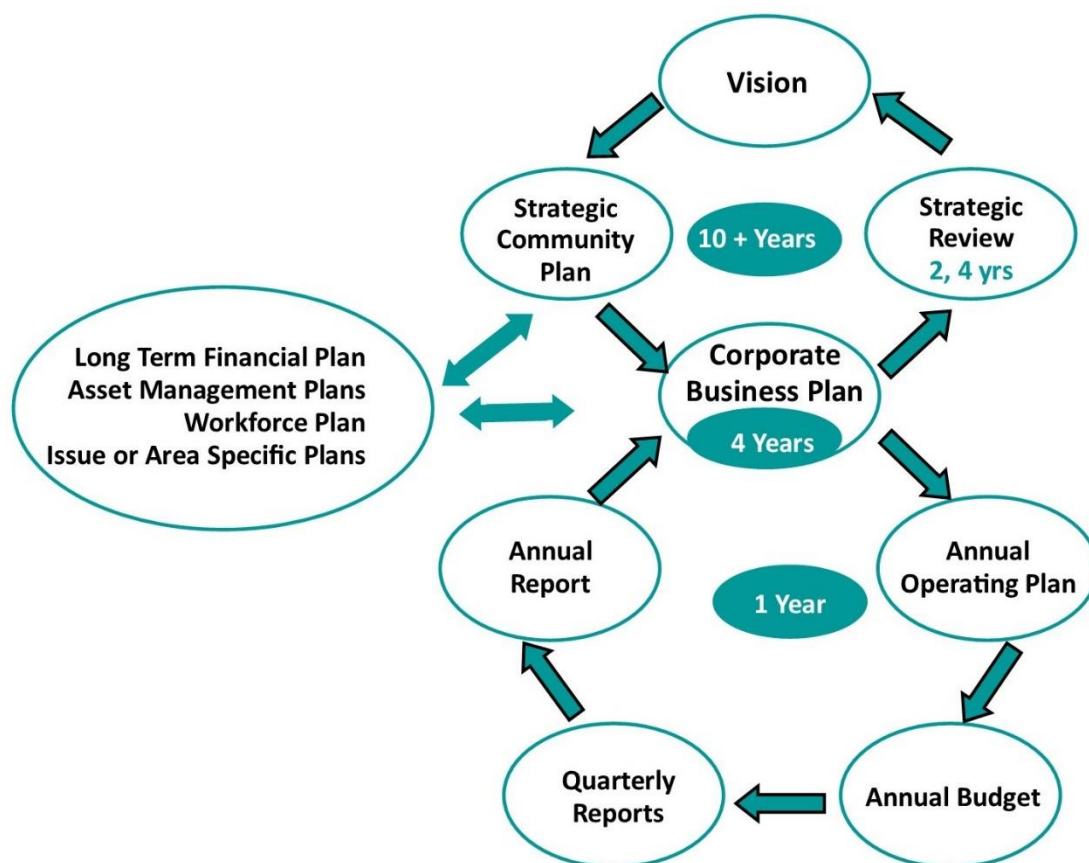 Vision
Strategic
Community
Plan
10 + Years
Strategic
Review
2, 4 yrs
Long Term Financial Plan
Asset Management Plans
Workforce Plan
Issue or Area Specific Plans
Corporate
Business Plan
4 Years
Annual
Report
1 Year
Annual
Operating Plan
Quarterly
Reports
Annual Budget